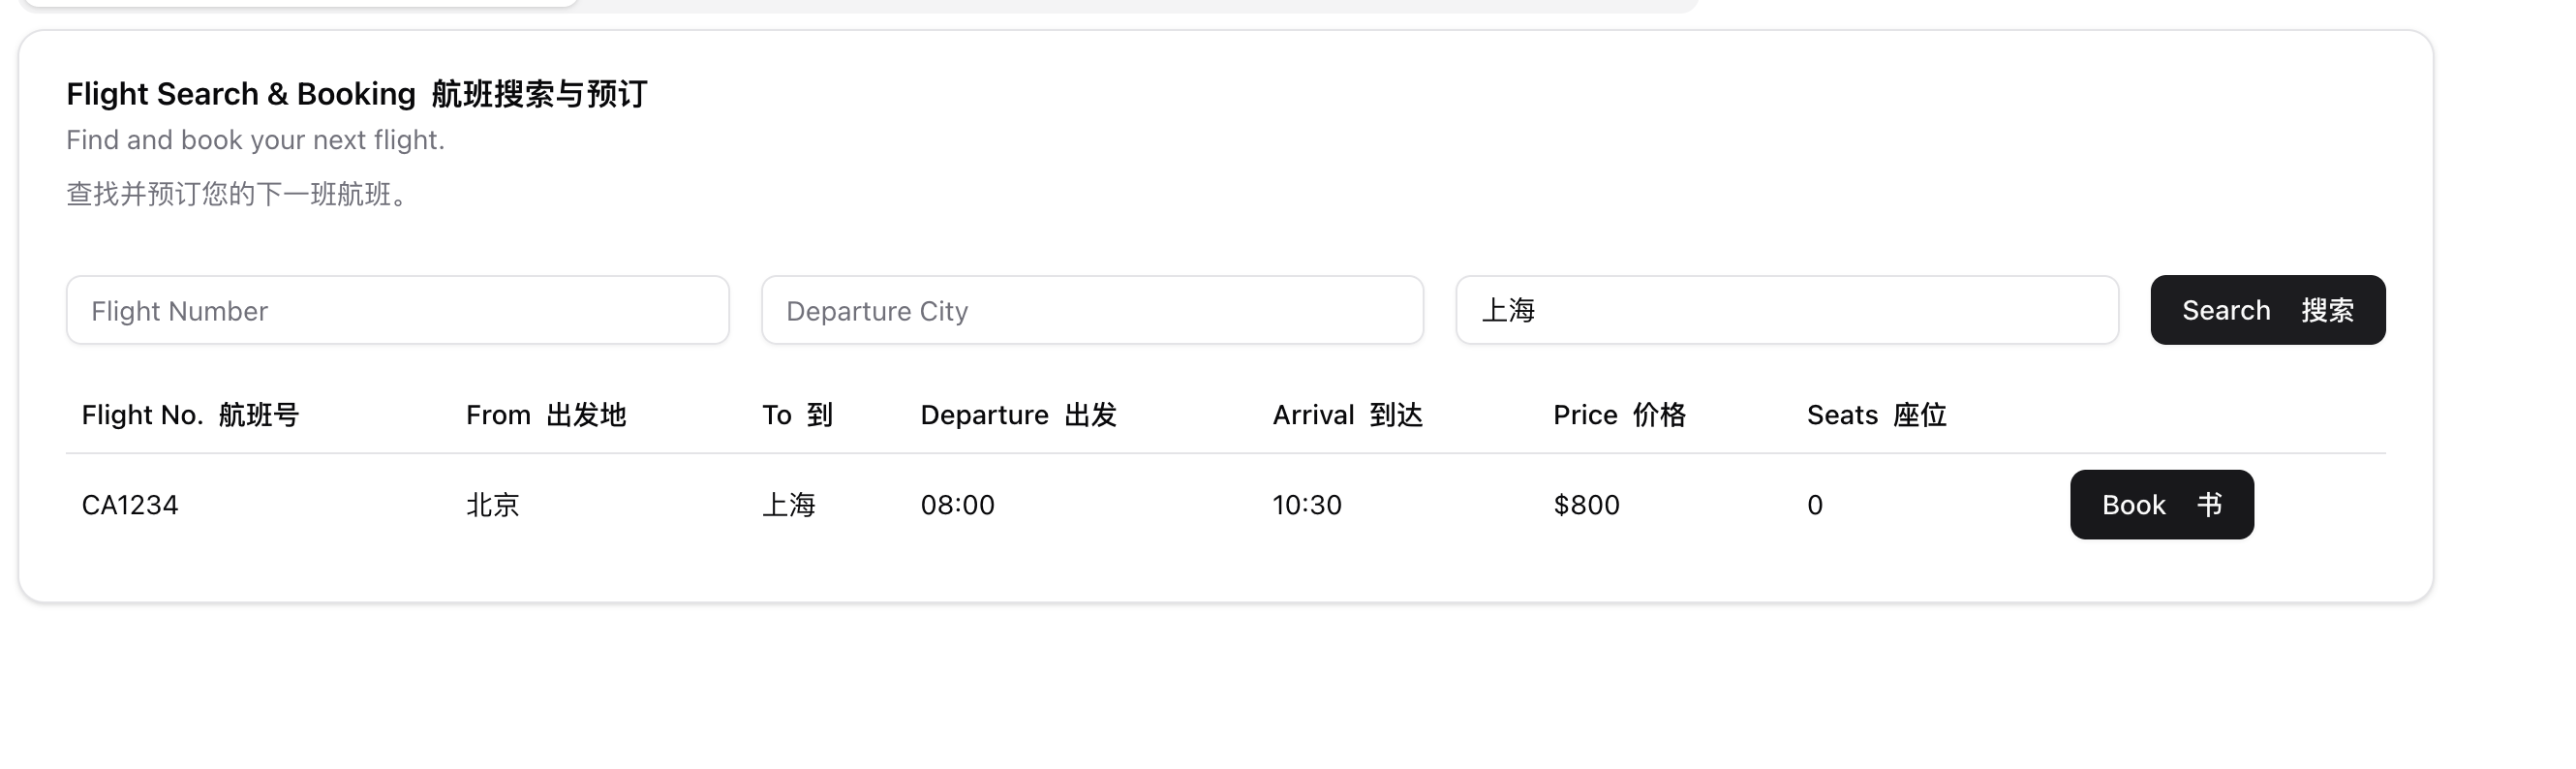 Flight Search & Booking 航班搜索与预订
Find and book your next flight.
查找并预订您的下一班航班。
Flight Number Departure City 上海 Search 搜索
Flight No. 航班号 From 出发地 To 到 Departure 出发 Arrival 到达 Price 价格 Seats 座位
CA1234 北京 上海 08:00 10:30 $800 0 Book 书